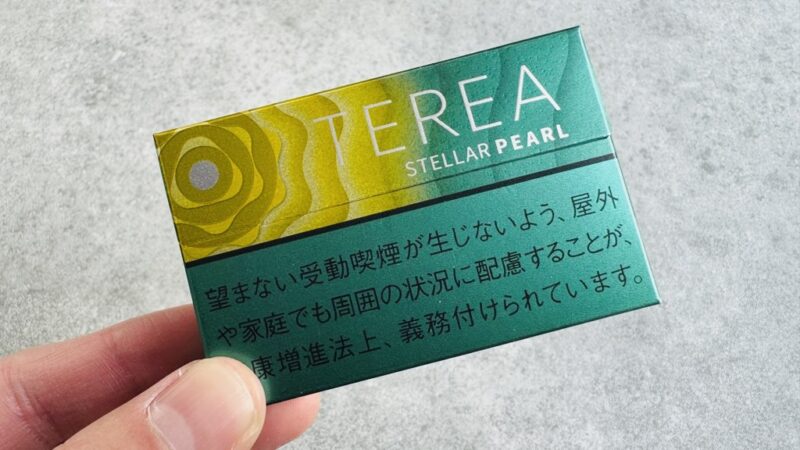 TEREA
STELLAR PEARL
望まない受動喫煙が生じないよう、屋外
や家庭でも周囲の状況に配慮することが、
康増進法上、義務付けられています。